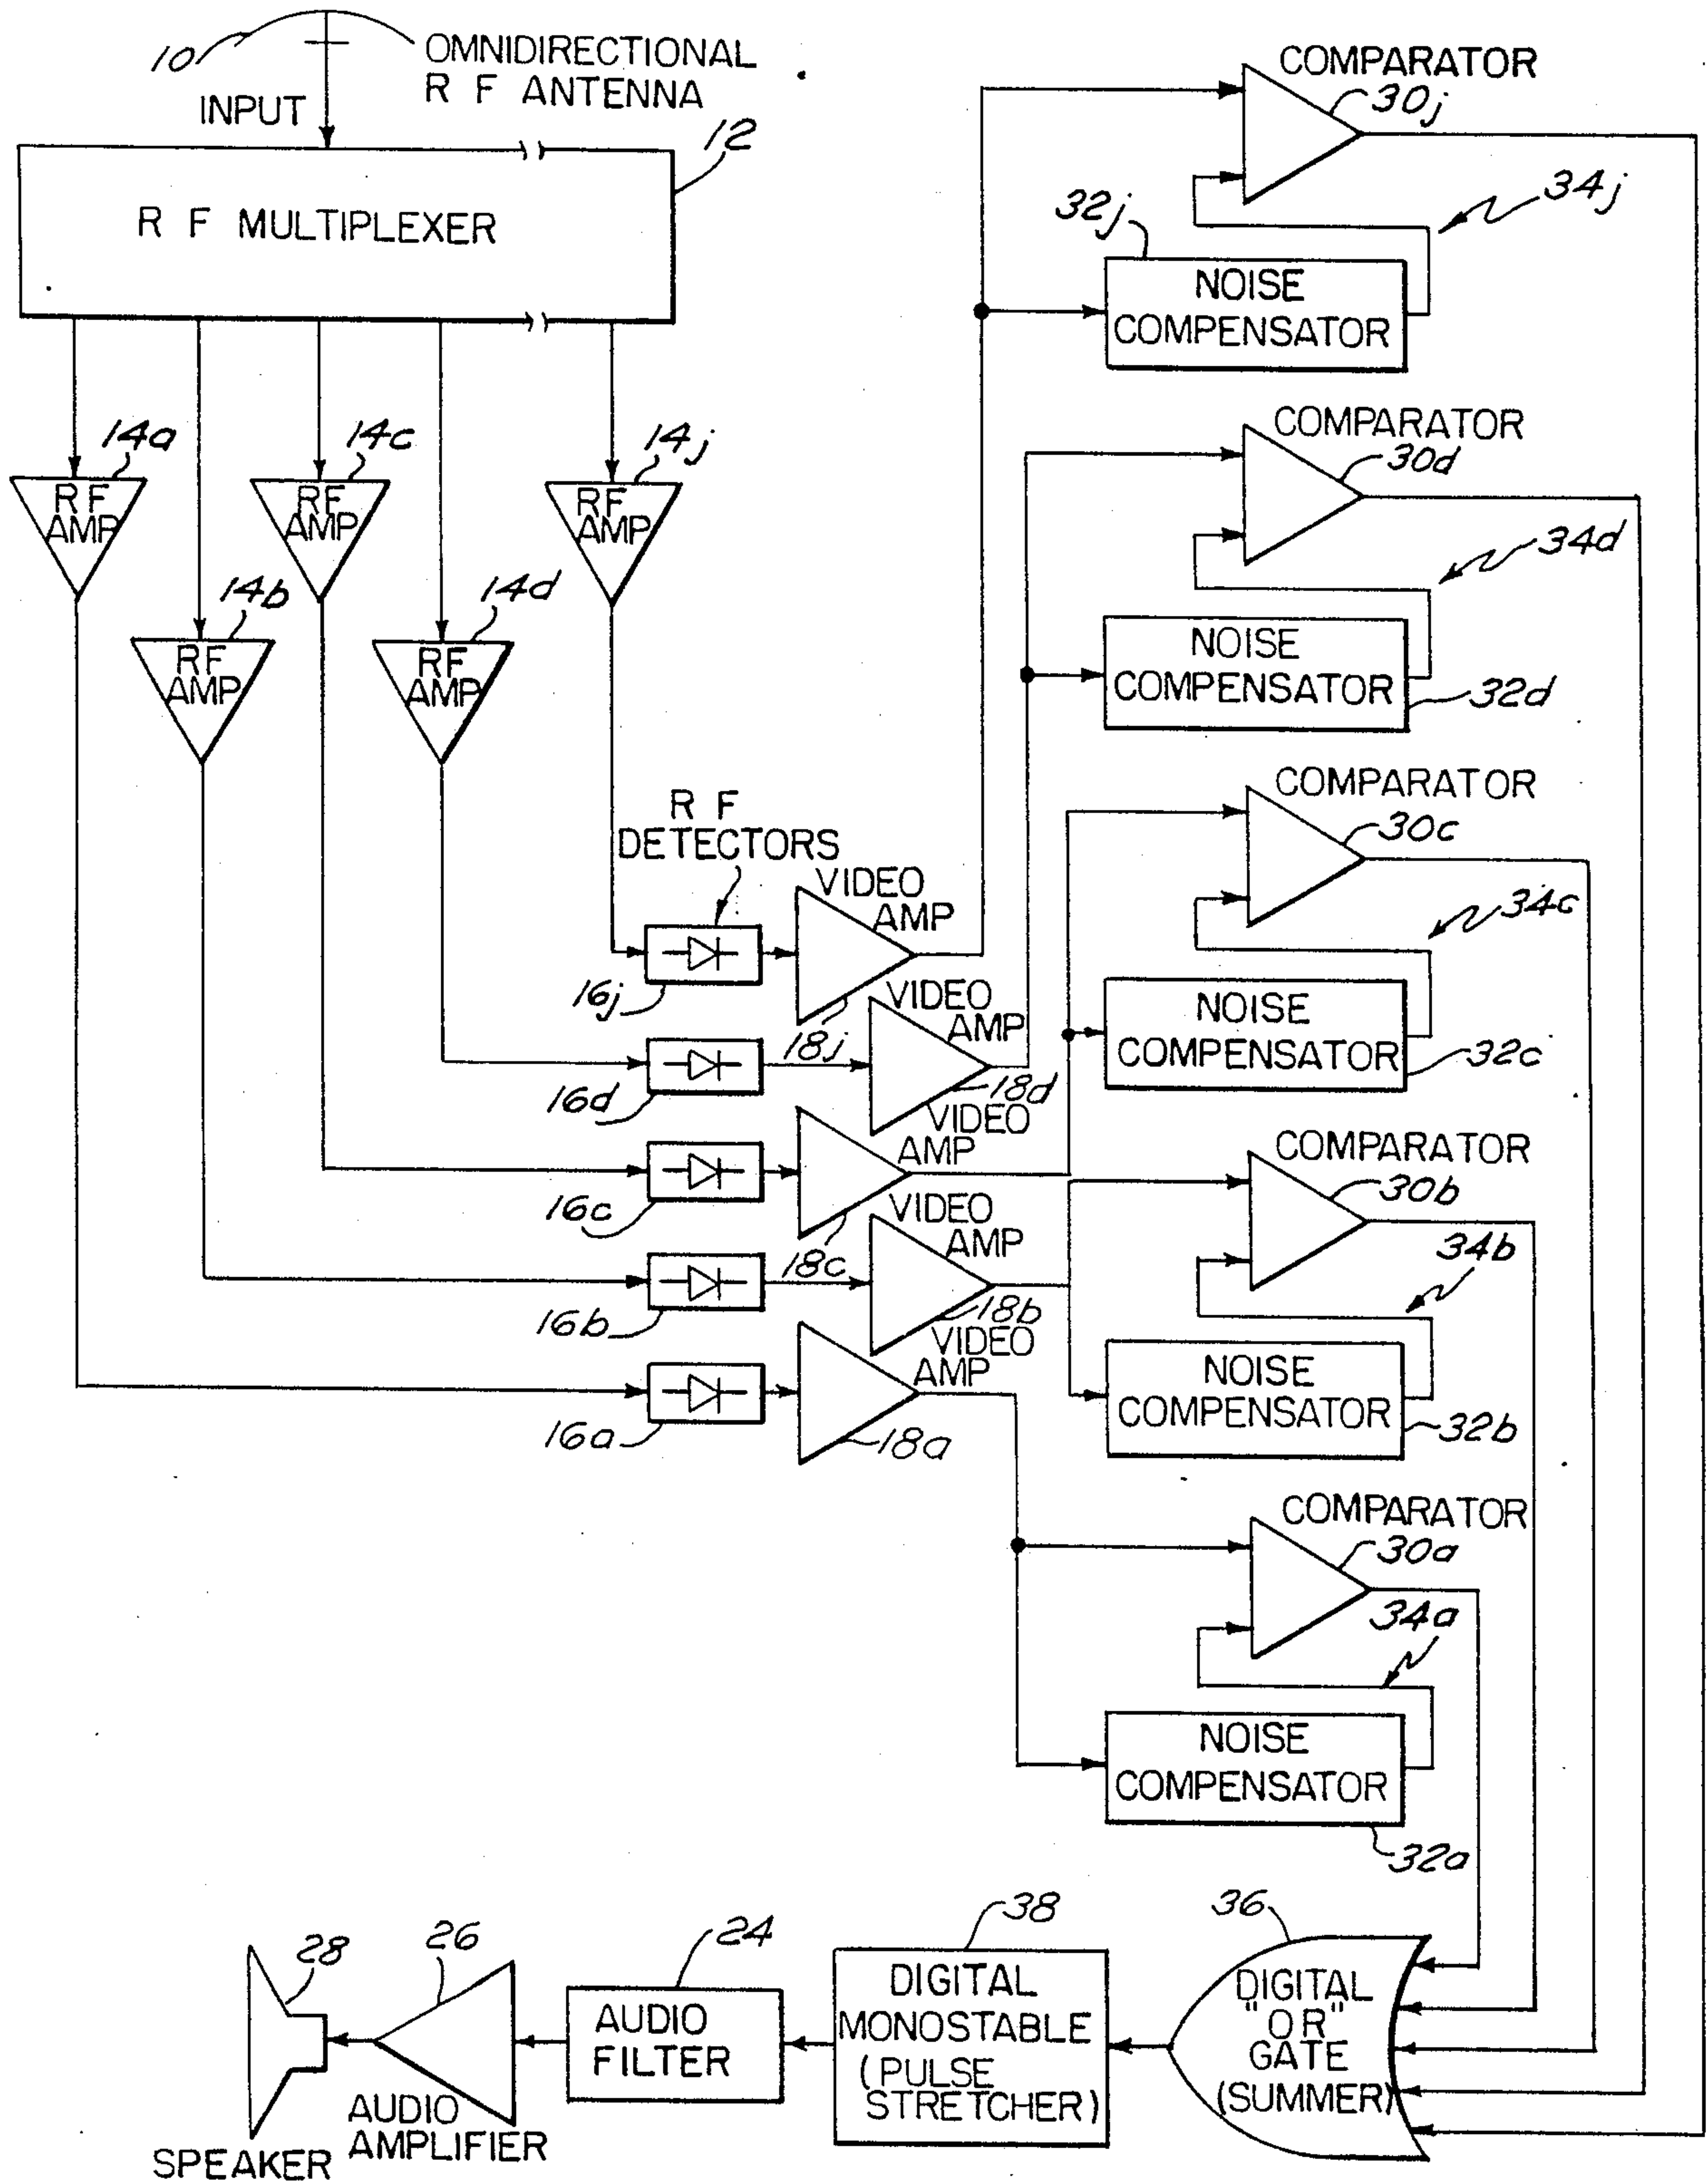 10
OMNIDIRECTIONAL
R F ANTENNA
INPUT
12
R F MULTIPLEXER
14a
RF
AMP
14b
RF
AMP
14c
RF
AMP
14d
RF
AMP
14j
RF
AMP
R F
DETECTORS
16j
VIDEO
AMP
18j
16d
VIDEO
AMP
18d
16c
VIDEO
AMP
18c
16b
VIDEO
AMP
18b
16a
VIDEO
AMP
18a
COMPARATOR
30j
34j
32j
NOISE
COMPENSATOR
COMPARATOR
30d
34d
NOISE
COMPENSATOR
32d
COMPARATOR
30c
34c
NOISE
COMPENSATOR
32c
COMPARATOR
30b
34b
NOISE
COMPENSATOR
32b
COMPARATOR
30a
34a
NOISE
COMPENSATOR
32a
36
DIGITAL
"OR"
GATE
(SUMMER)
38
DIGITAL
MONOSTABLE
(PULSE
STRETCHER)
24
AUDIO
FILTER
26
AUDIO
AMPLIFIER
28
SPEAKER